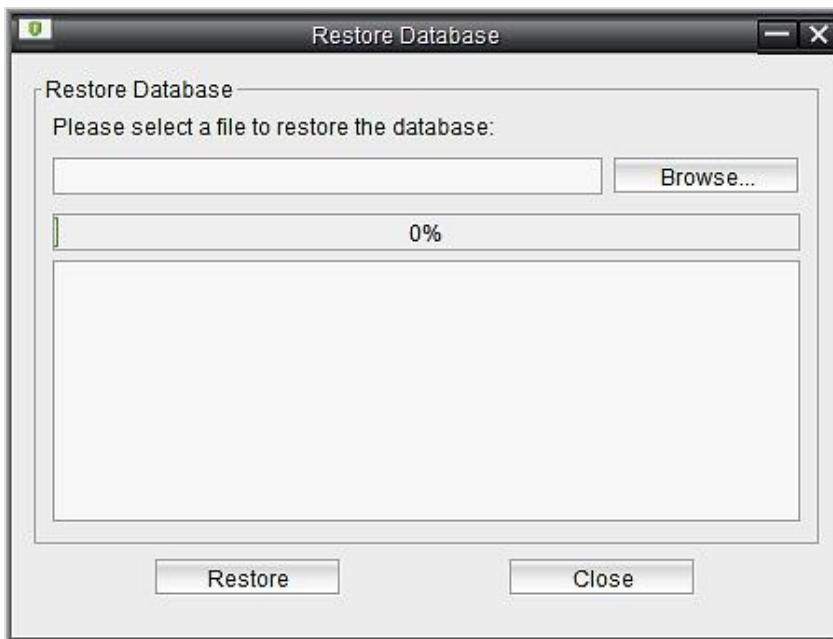 Restore Database
Restore Database
Please select a file to restore the database:
Browse...
0%
Restore Close